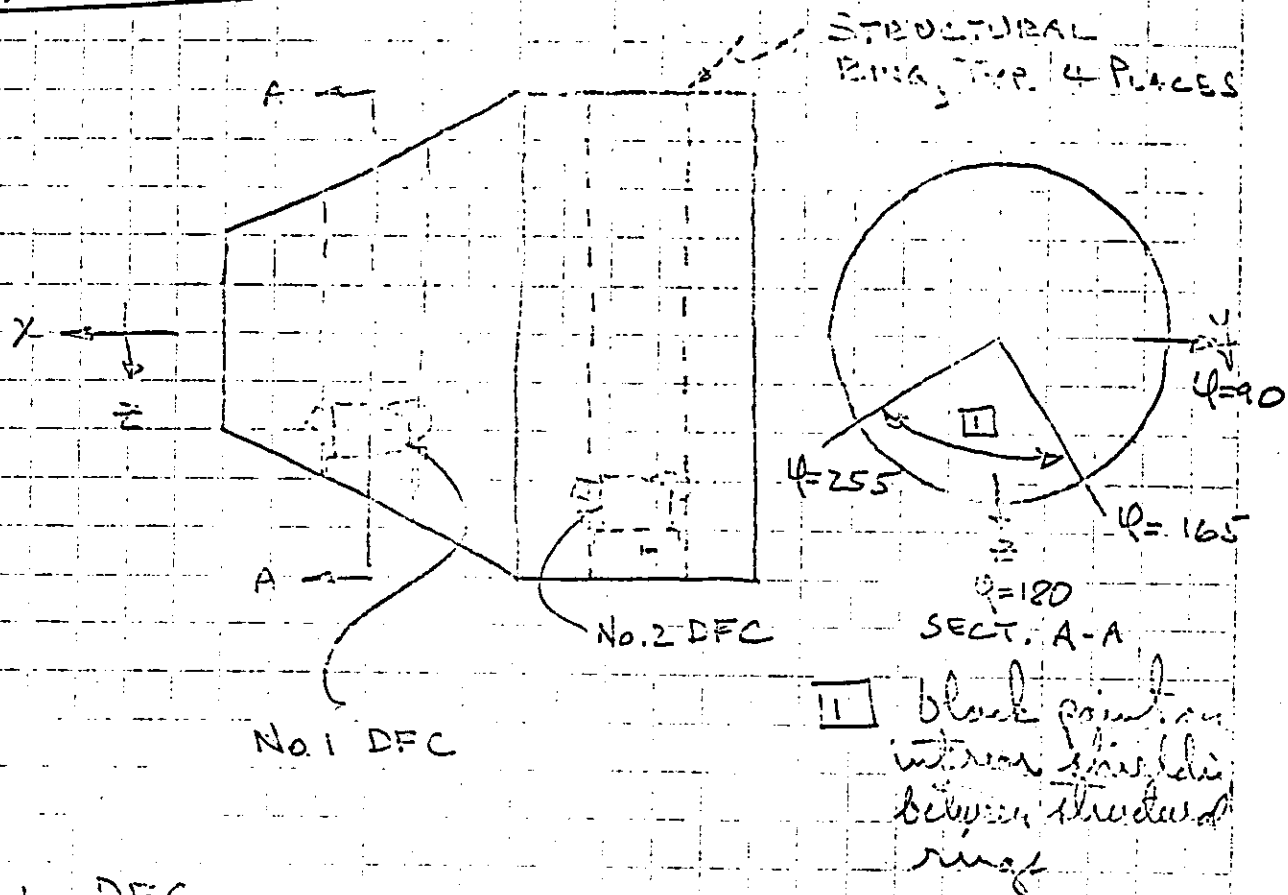 STRUCTURAL
RING, TYP. 4 PLACES
A
X
Z
Y
φ=90
1
φ=255
φ=165
Z
φ=180
A
No. 2 DFC
SECT. A-A
No. 1 DFC
1 black paint on
interior shielding
between structural
rings
DFC